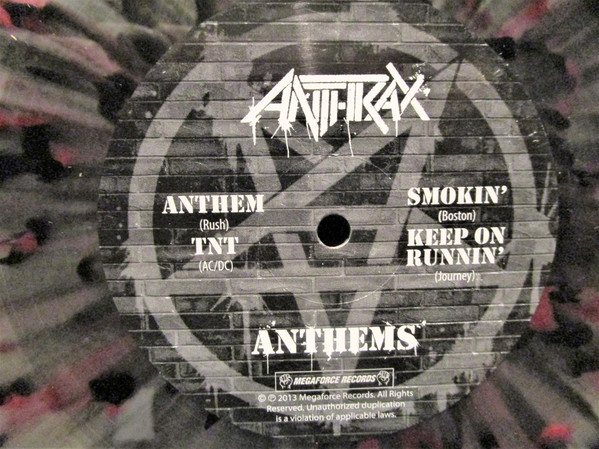 ANTHRAX
ANTHEM
(Rush)
TNT
(AC/DC)
SMOKIN'
(Boston)
KEEP ON
RUNNIN'
(Journey)
ANTHEMS
MEGAFORCE RECORDS
© ℗ 2013 Megaforce Records. All Rights
Reserved. Unauthorized duplication
is a violation of applicable laws.